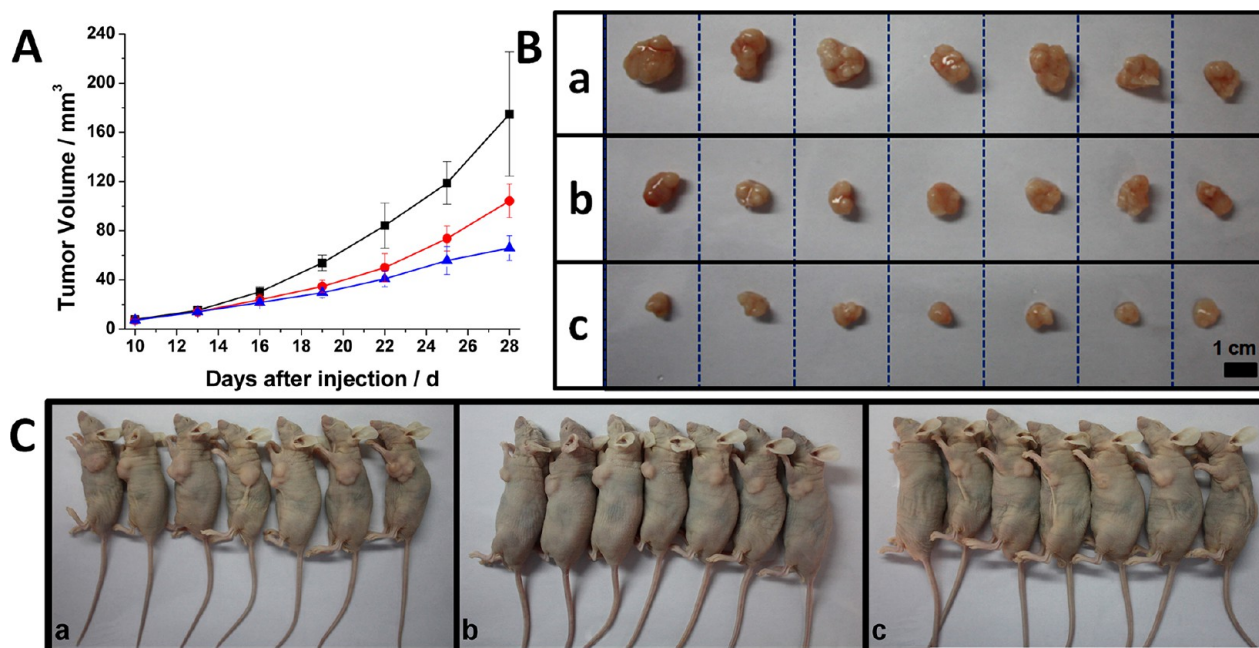 A
Tumor Volume / mm³
240
200
160
120
80
40
0
10 12 14 16 18 20 22 24 26 28
Days after injection / d
B
a
b
c
1 cm
C
a
b
c